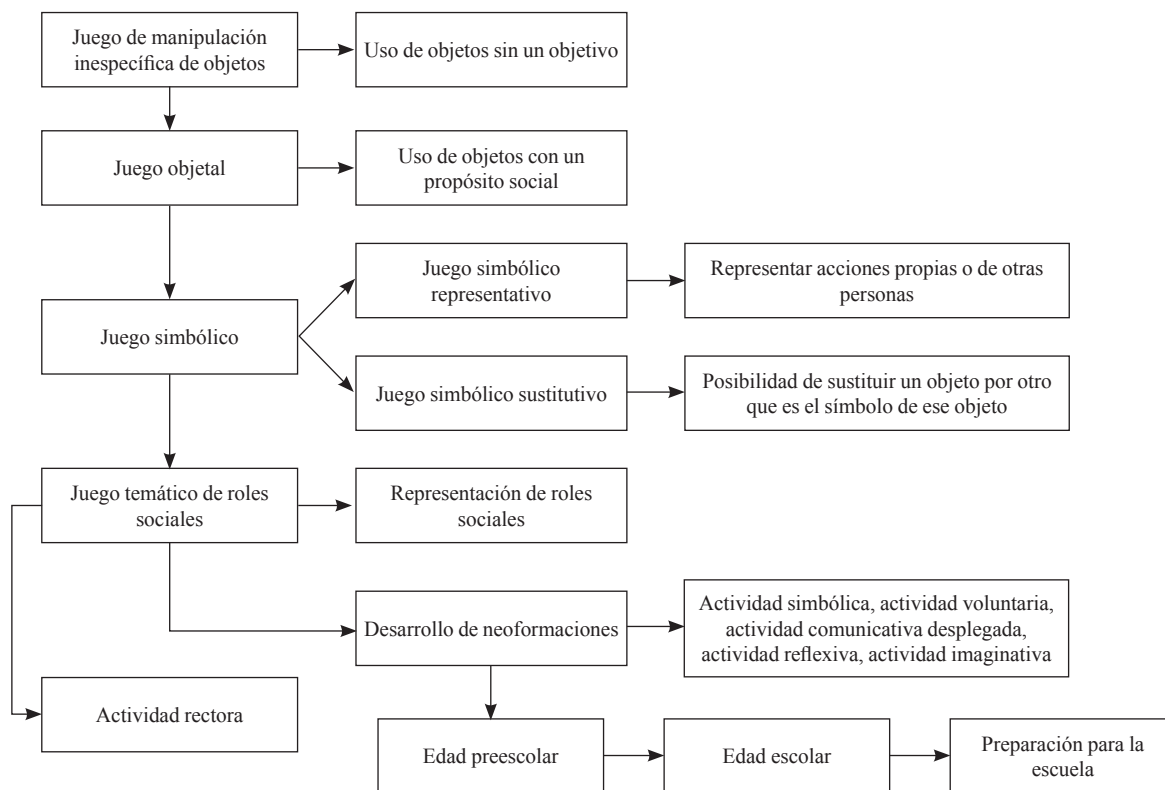 Juego de manipulación
inespecífica de objetos
Uso de objetos sin un objetivo
Juego objetal
Uso de objetos con un
propósito social
Juego simbólico
Juego simbólico
representativo
Representar acciones propias o de otras
personas
Juego simbólico sustitutivo
Posibilidad de sustituir un objeto por otro
que es el símbolo de ese objeto
Juego temático de roles
sociales
Representación de roles
sociales
Desarrollo de neoformaciones
Actividad simbólica, actividad voluntaria,
actividad comunicativa desplegada,
actividad reflexiva, actividad imaginativa
Actividad rectora
Edad preescolar
Edad escolar
Preparación para la
escuela